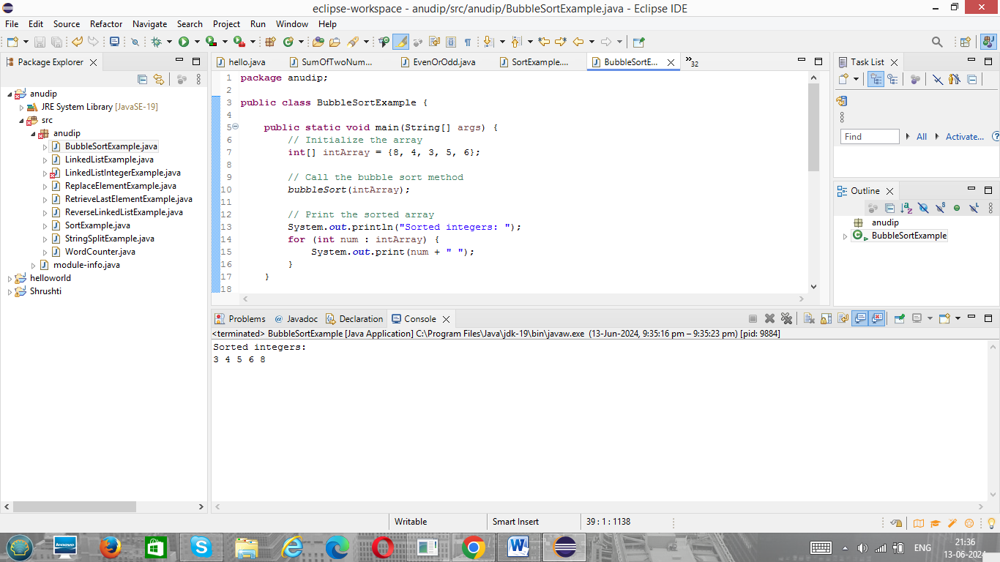 eclipse-workspace - anudip/src/anudip/BubbleSortExample.java - Eclipse IDE
File Edit Source Refactor Navigate Search Project Run Window Help
Package Explorer
anudip
JRE System Library [JavaSE-19]
src
anudip
BubbleSortExample.java
LinkedListExample.java
LinkedListIntegerExample.java
ReplaceElementExample.java
RetrieveLastElementExample.java
ReverseLinkedListExample.java
SortExample.java
StringSplitExample.java
WordCounter.java
module-info.java
helloworld
Shrushti
hello.java SumOfTwoNum... EvenOrOdd.java SortExample.... BubbleSortE... »32
1 package anudip;
2
3 public class BubbleSortExample {
4
5 public static void main(String[] args) {
6 // Initialize the array
7 int[] intArray = {8, 4, 3, 5, 6};
8
9 // Call the bubble sort method
10 bubbleSort(intArray);
11
12 // Print the sorted array
13 System.out.println("Sorted integers: ");
14 for (int num : intArray) {
15 System.out.print(num + " ");
16 }
17 }
18
Task List
Find All Activate...
Outline
anudip
BubbleSortExample
Problems @ Javadoc Declaration Console
<terminated> BubbleSortExample [Java Application] C:\Program Files\Java\jdk-19\bin\javaw.exe (13-Jun-2024, 9:35:16 pm – 9:35:23 pm) [pid: 9884]
Sorted integers:
3 4 5 6 8
Writable Smart Insert 39 : 1 : 1138
lenovo
ENG
21:36
13-06-2024